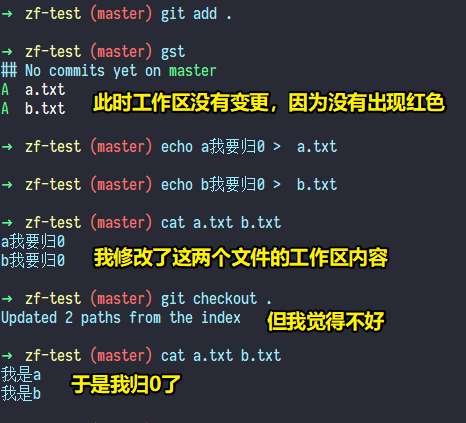 → zf-test (master) git add .
→ zf-test (master) gst
## No commits yet on master
A a.txt
A b.txt
此时工作区没有变更，因为没有出现红色
→ zf-test (master) echo a我要归0 > a.txt
→ zf-test (master) echo b我要归0 > b.txt
→ zf-test (master) cat a.txt b.txt
a我要归0
b我要归0
我修改了这两个文件的工作区内容
→ zf-test (master) git checkout .
Updated 2 paths from the index
但我觉得不好
→ zf-test (master) cat a.txt b.txt
我是a
我是b
于是我归0了